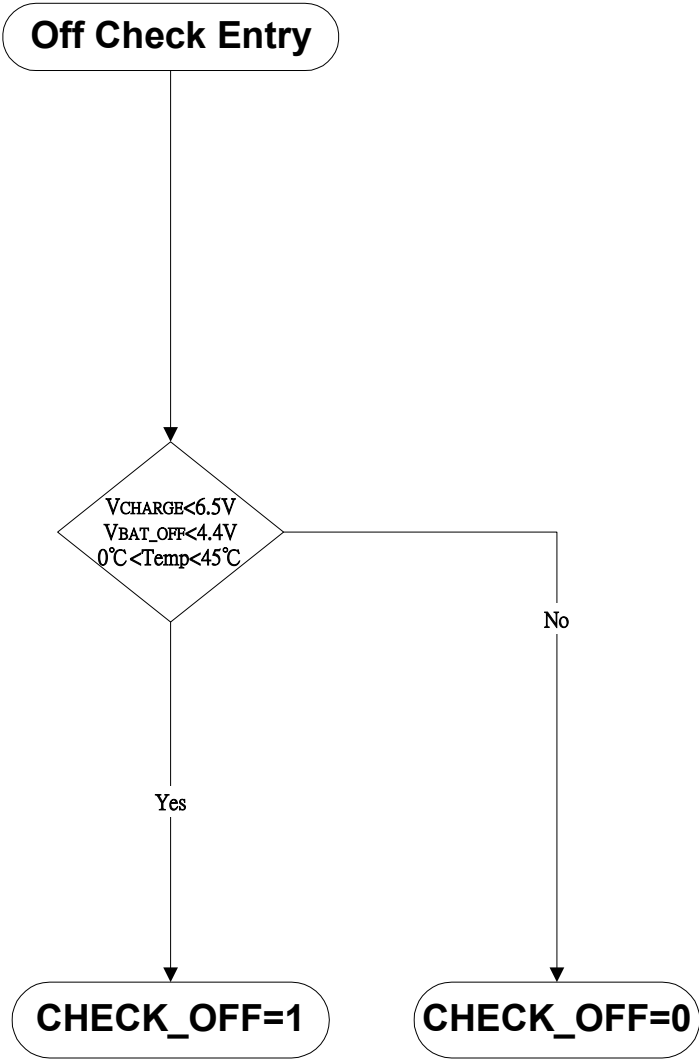 Off Check Entry
VCHARGE<6.5V
VBAT_OFF<4.4V
0℃<Temp<45℃
No
Yes
CHECK_OFF=1
CHECK_OFF=0